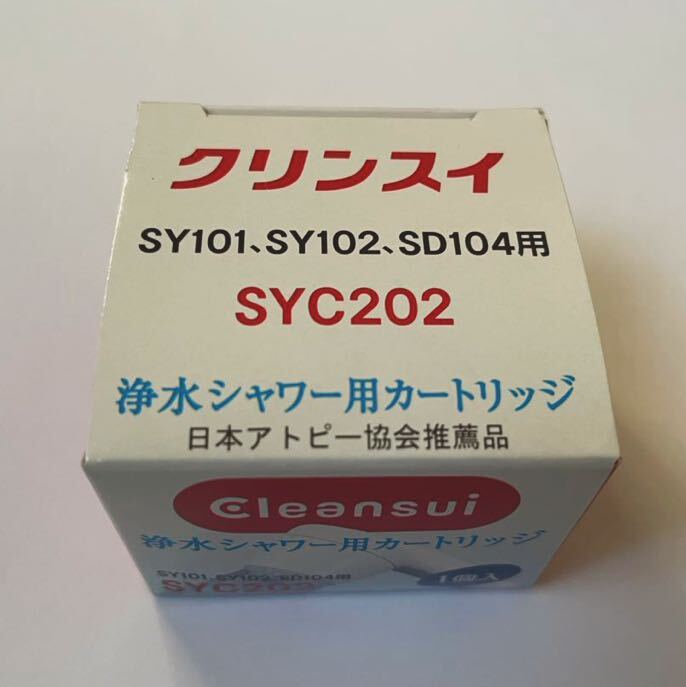 クリンスイ
SY101、SY102、SD104用
SYC202
浄水シャワー用カートリッジ
日本アトピー協会推薦品
Cleansui
浄水シャワー用カートリッジ
SY101、SY102、SD104用
SYC202
1個入